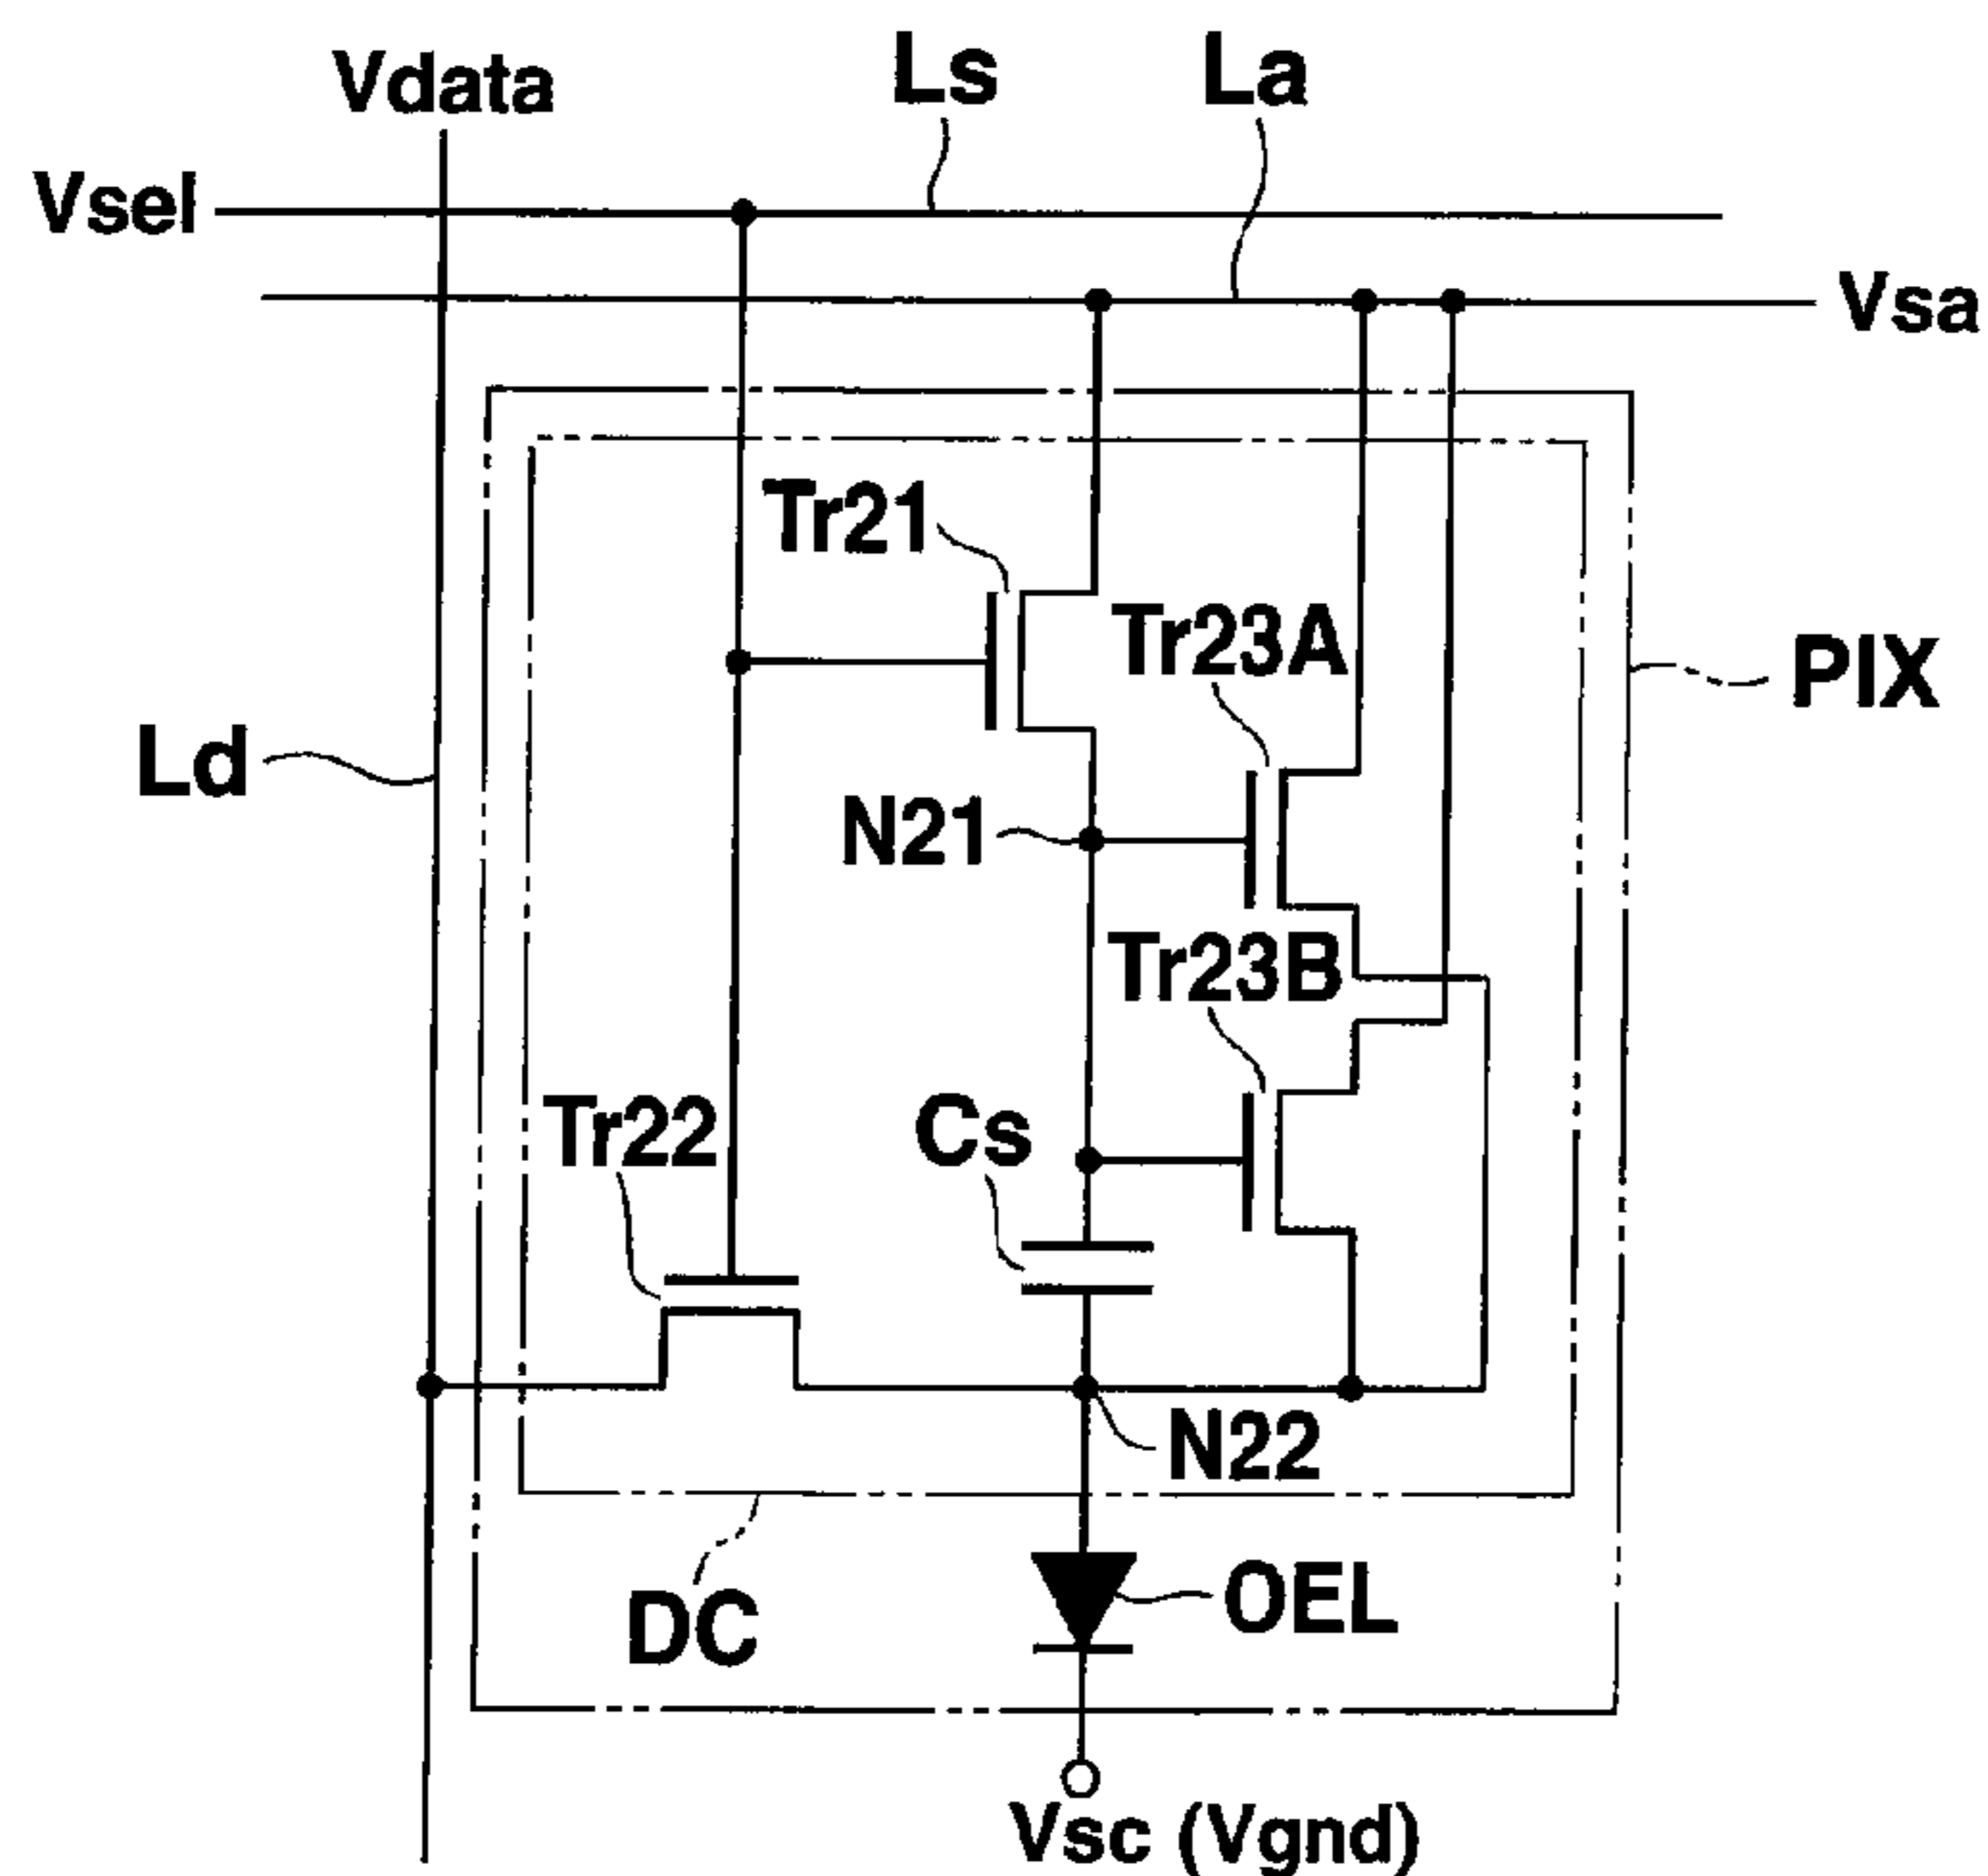 Ls
La
Vdata
Vsel
Vsa
Tr21
Tr23A
PIX
Ld
N21
Tr23B
Tr22
Cs
N22
OEL
DC
Vsc (Vgnd)